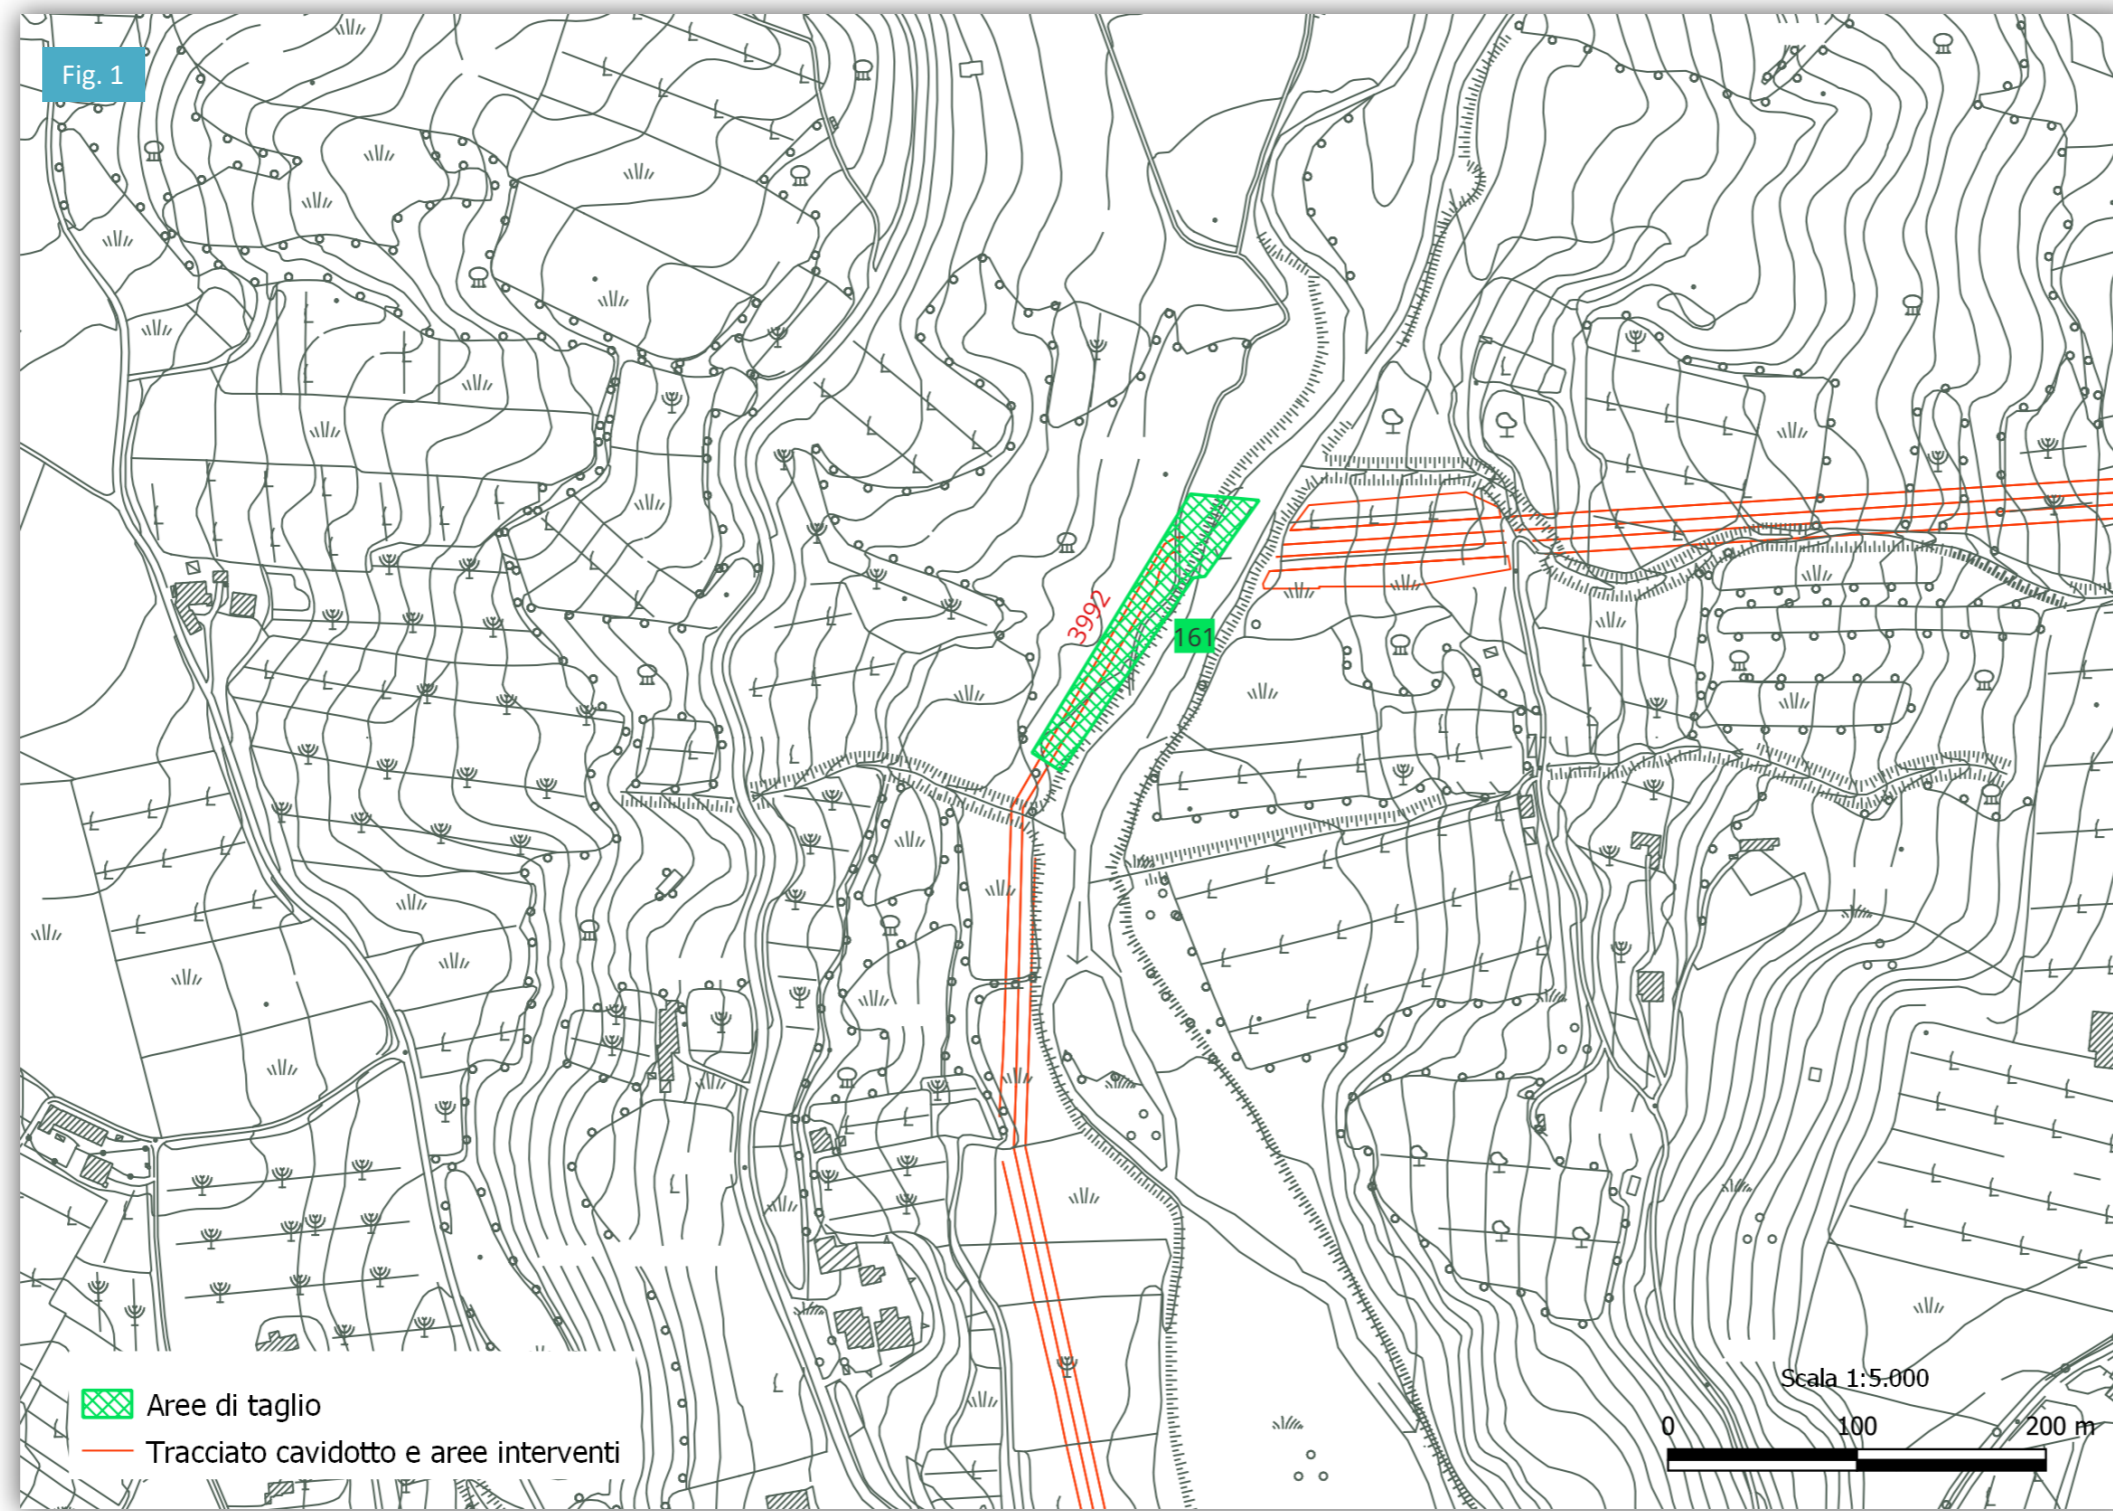 Fig. 1
3992
161
Aree di taglio
Tracciato cavidotto e aree interventi
Scala 1:5.000
0 100 200 m